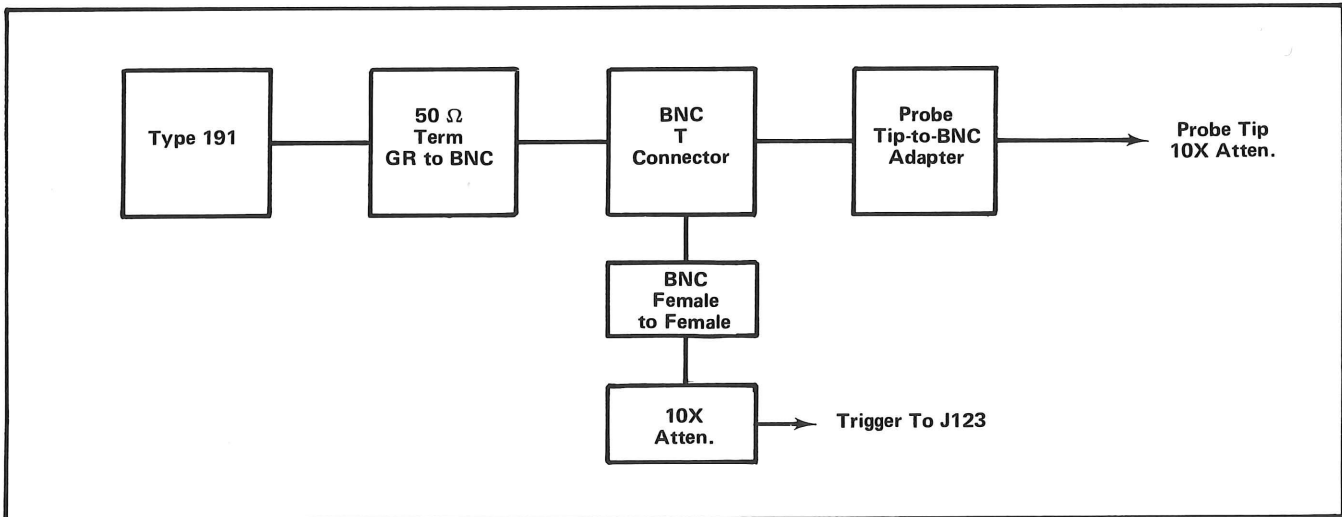 Type 191
50 Ω
Term
GR to BNC
BNC
T
Connector
Probe
Tip-to-BNC
Adapter
Probe Tip
10X Atten.
BNC
Female
to Female
10X
Atten.
Trigger To J123